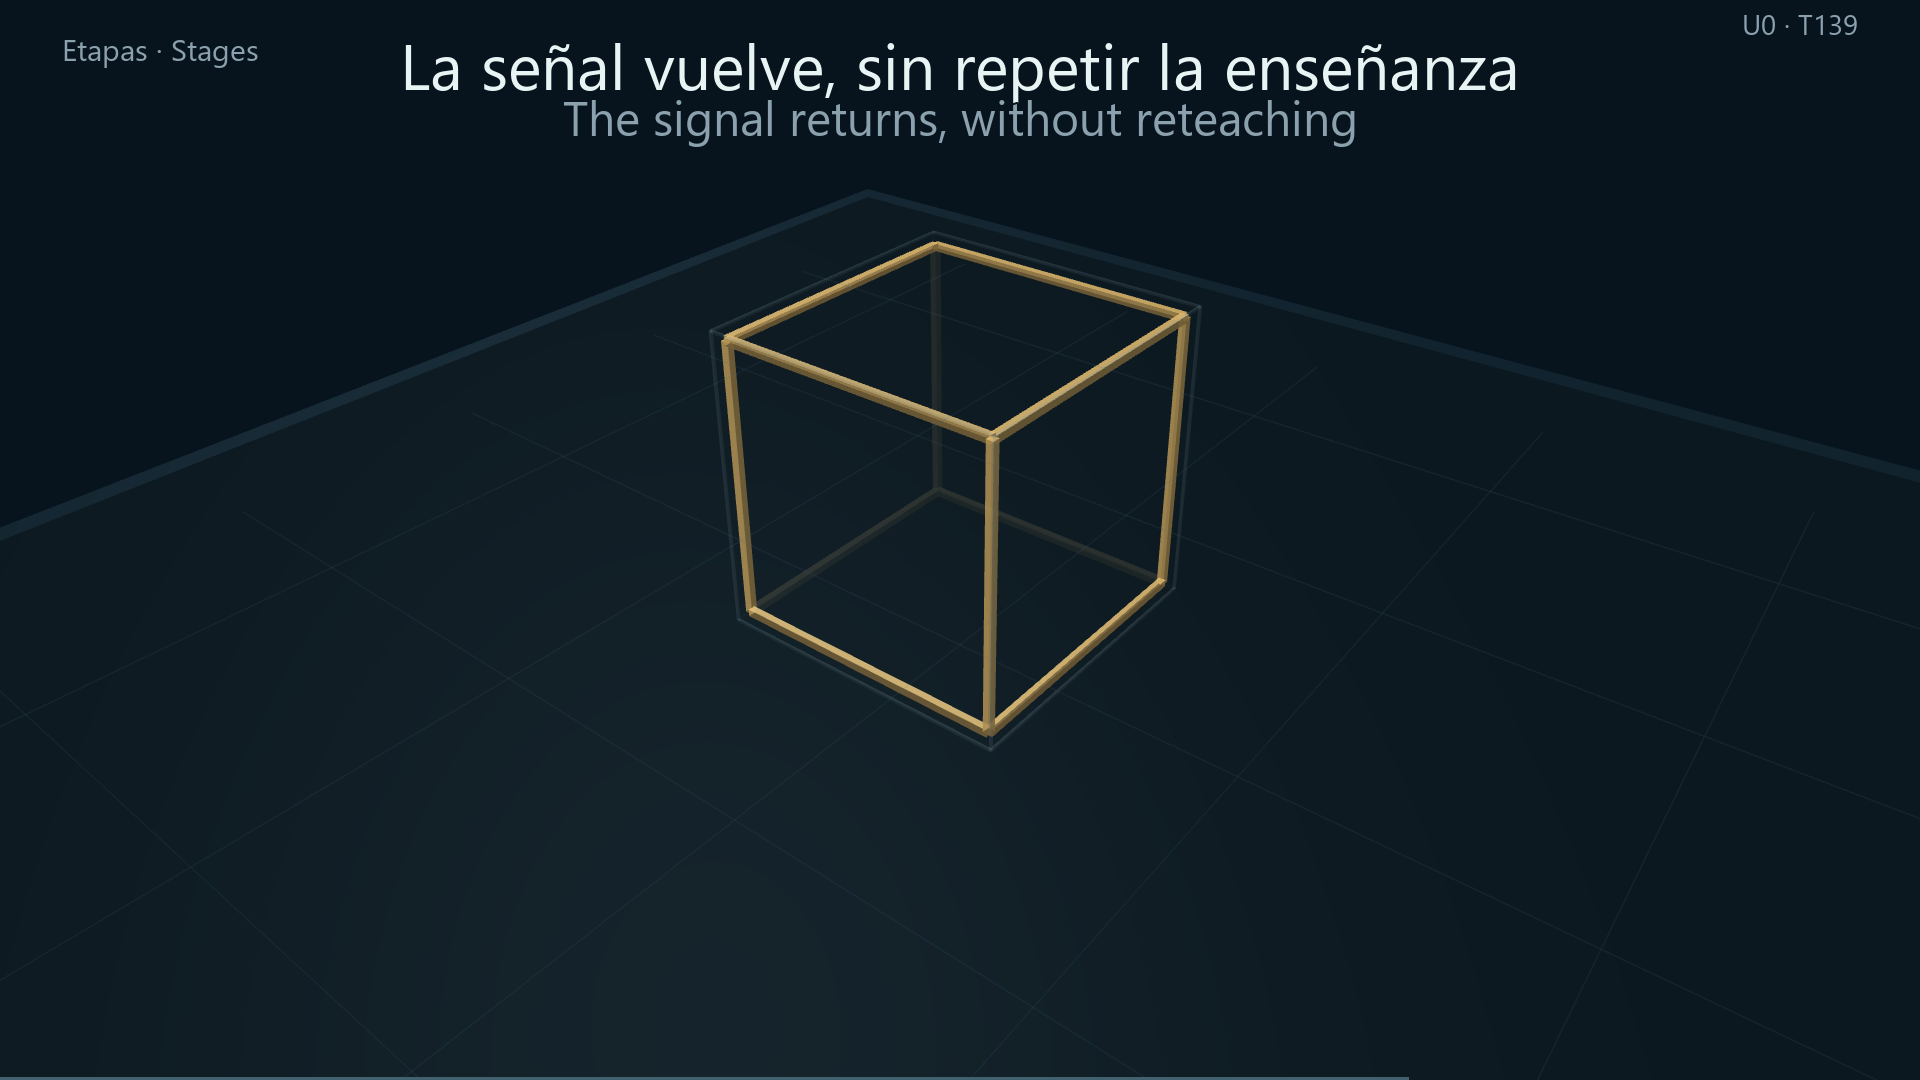 Etapas · Stages
U0 · T139
La señal vuelve, sin repetir la enseñanza
The signal returns, without reteaching